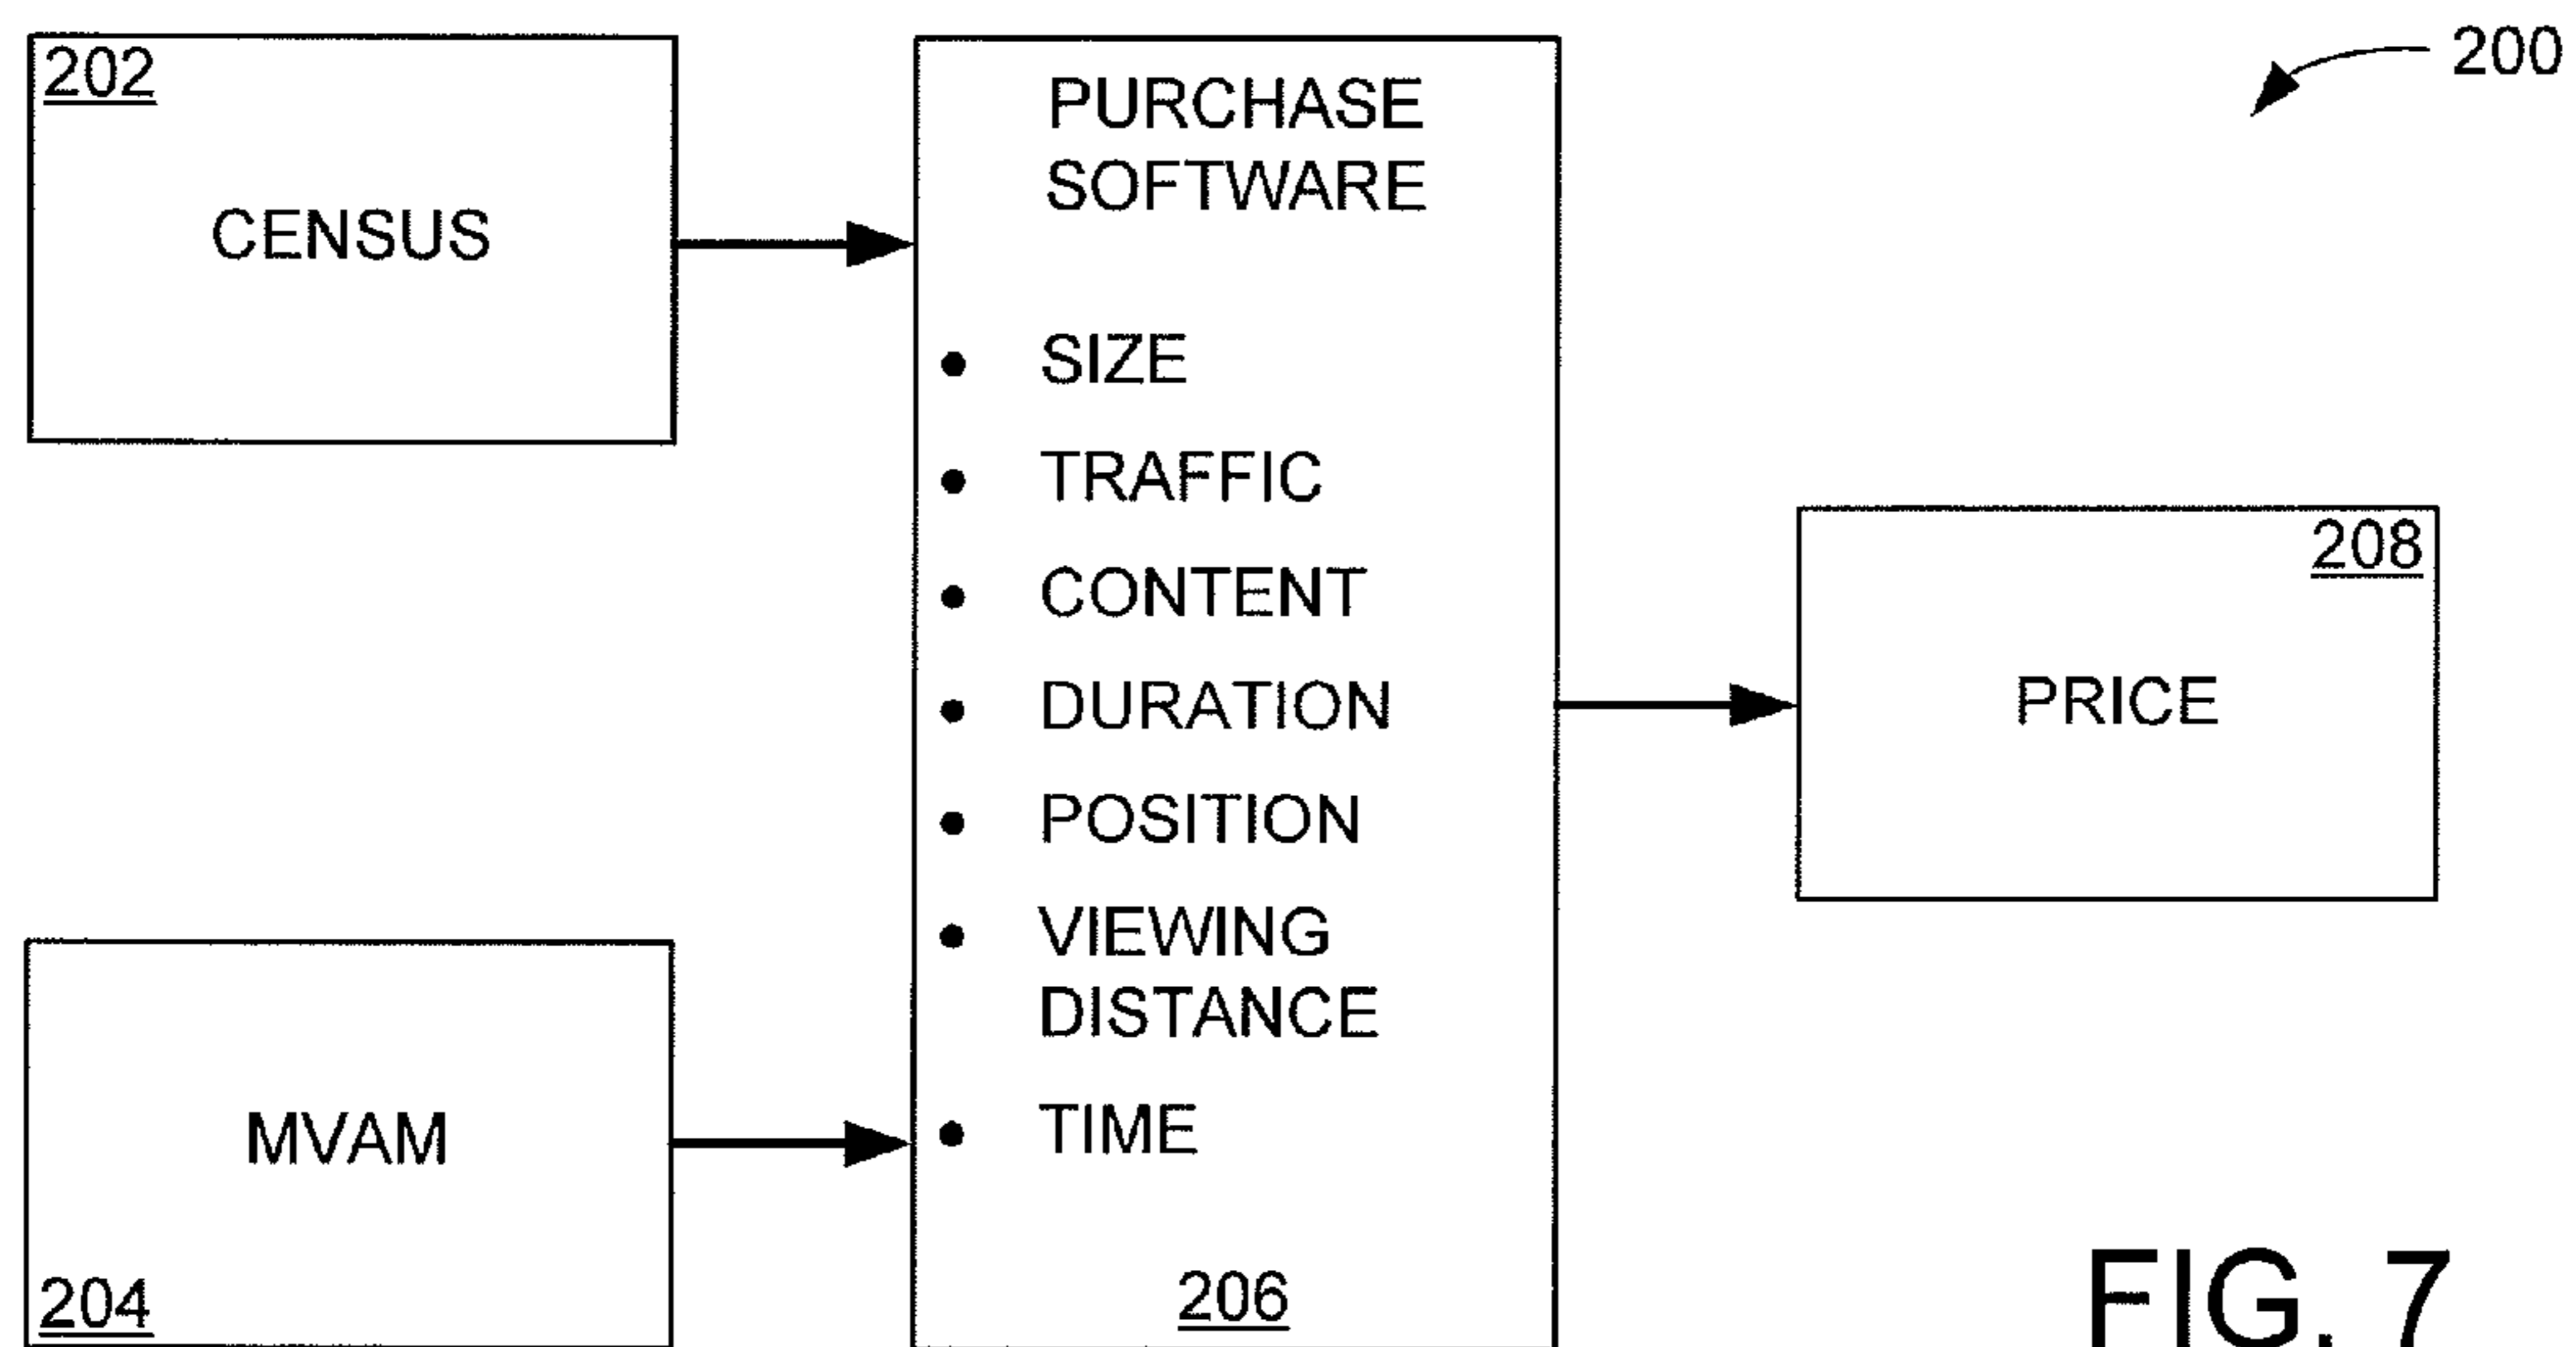 202
CENSUS
204
MVAM
PURCHASE
SOFTWARE
• SIZE
• TRAFFIC
• CONTENT
• DURATION
• POSITION
• VIEWING
DISTANCE
• TIME
206
208
PRICE
200
FIG. 7